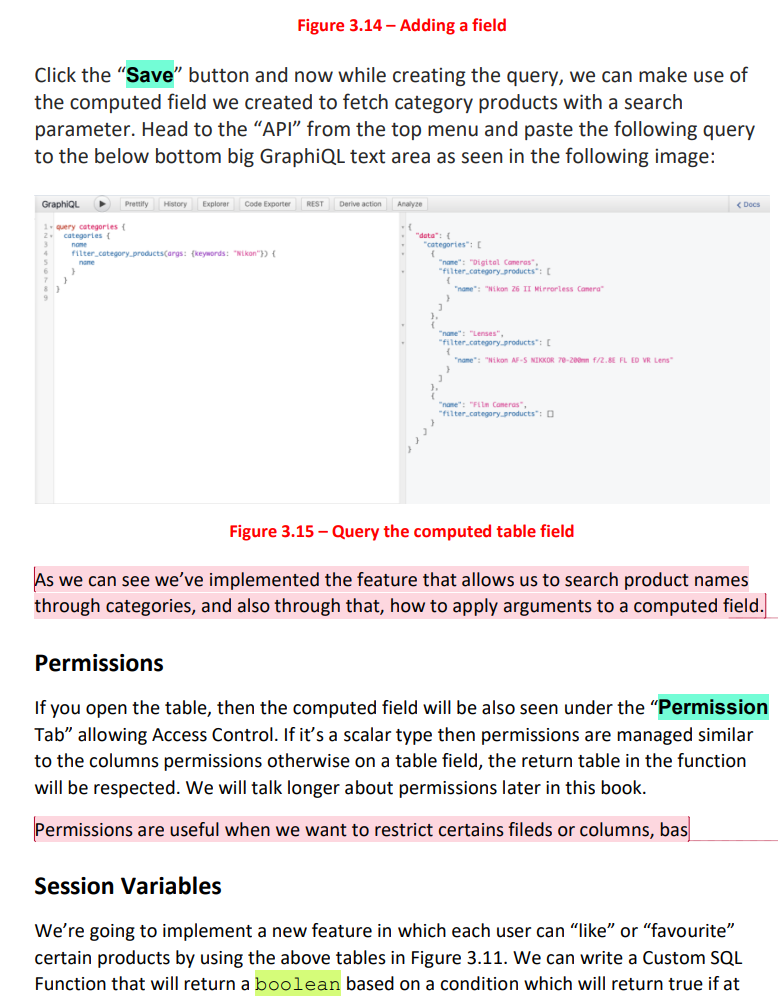 Figure 3.14 – Adding a field
Click the “Save” button and now while creating the query, we can make use of
the computed field we created to fetch category products with a search
parameter. Head to the “API” from the top menu and paste the following query
to the below bottom big GraphiQL text area as seen in the following image:
GraphiQL Prettify History Explorer Code Exporter REST Derive action Analyze < Docs
1 query categories {
2 categories {
3 name
4 filter_category_products(args: {keywords: "Nikon"}) {
5 name
6 }
7 }
8 }
9
{
"data": {
"categories": [
{
"name": "Digital Cameras",
"filter_category_products": [
{
"name": "Nikon Z6 II Mirrorless Camera"
}
]
},
{
"name": "Lenses",
"filter_category_products": [
{
"name": "Nikon AF-S NIKKOR 70-200mm f/2.8E FL ED VR Lens"
}
]
},
{
"name": "Film Cameras",
"filter_category_products": []
}
]
}
}
Figure 3.15 – Query the computed table field
As we can see we’ve implemented the feature that allows us to search product names
through categories, and also through that, how to apply arguments to a computed field.
Permissions
If you open the table, then the computed field will be also seen under the “Permission
Tab” allowing Access Control. If it’s a scalar type then permissions are managed similar
to the columns permissions otherwise on a table field, the return table in the function
will be respected. We will talk longer about permissions later in this book.
Permissions are useful when we want to restrict certains fileds or columns, bas
Session Variables
We’re going to implement a new feature in which each user can “like” or “favourite”
certain products by using the above tables in Figure 3.11. We can write a Custom SQL
Function that will return a boolean based on a condition which will return true if at